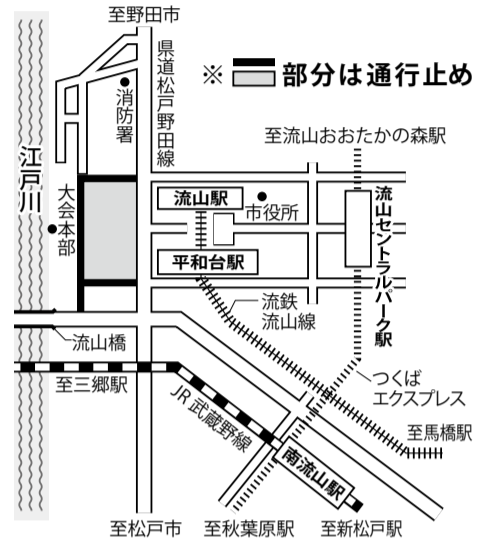 至野田市
県道松戸野田線
※ 部分は通行止め
消防署
至流山おおたかの森駅
江戸川
大会本部
流山駅
市役所
流山セントラルパーク駅
平和台駅
流鉄
流山線
流山橋
つくば
エクスプレス
至三郷駅
JR武蔵野線
至馬橋駅
南流山駅
至松戸市
至秋葉原駅
至新松戸駅